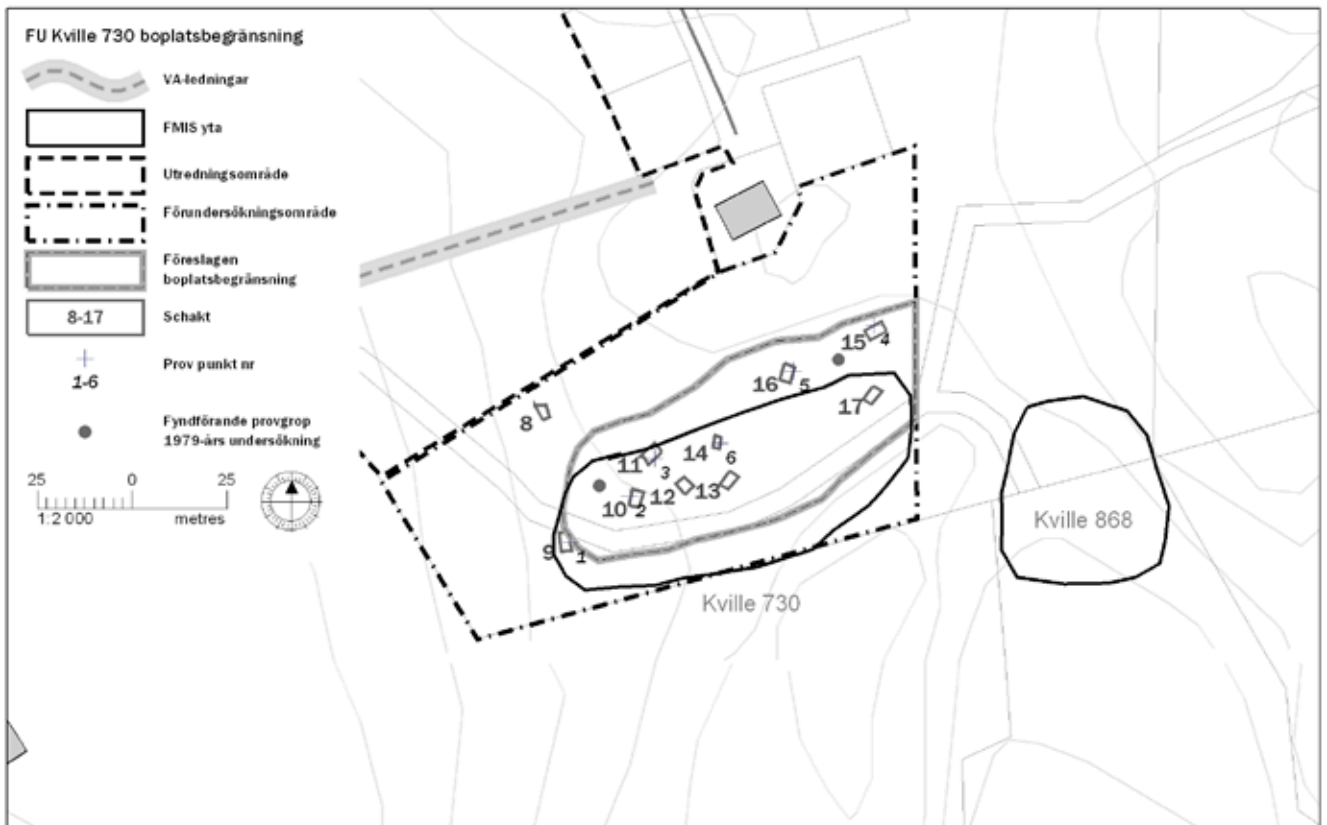 FU Kville 730 boplatsbegränsning
VA-ledningar
FMIS yta
Utredningsområde
Förundersökningsområde
Föreslagen
boplatsbegränsning
8-17
Schakt
1-6
Prov punkt nr
Fyndförande provgrop
1979-års undersökning
25 0 25
1:2 000 metres
15 4
16 5
17
8
14 6
11 3
10 2 12 13
9 1
Kville 730
Kville 868